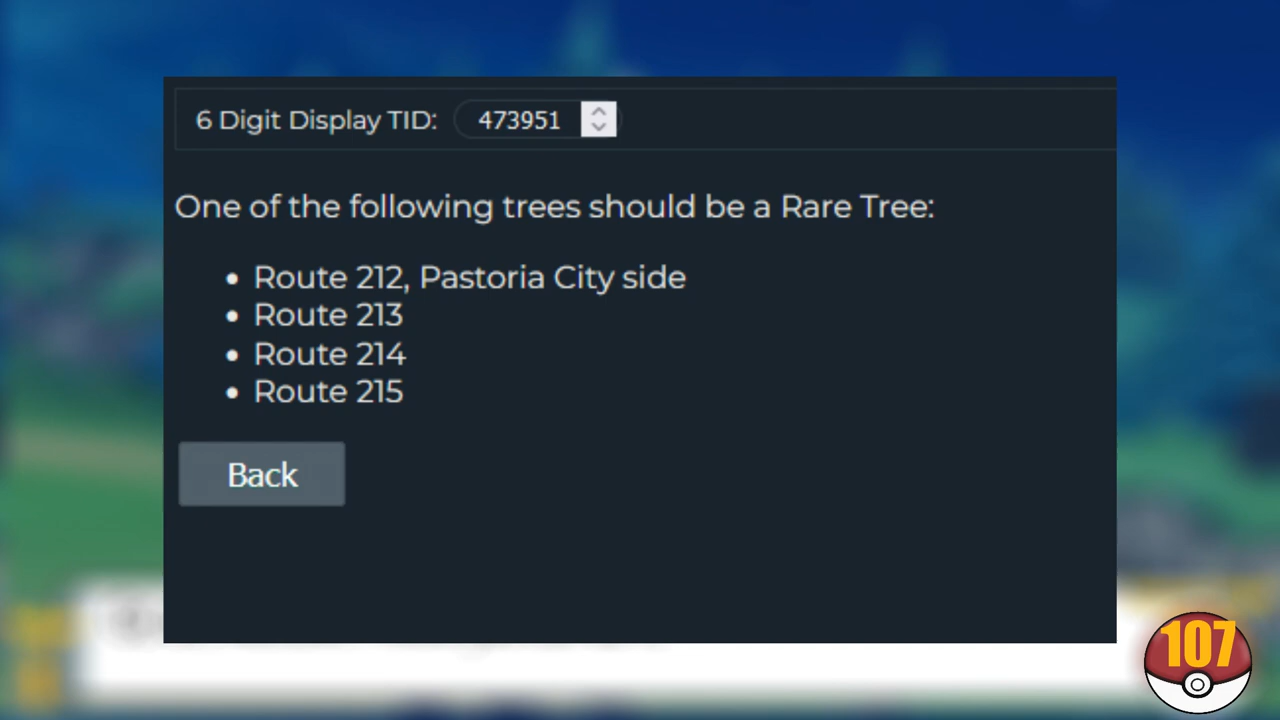 6 Digit Display TID: 473951
One of the following trees should be a Rare Tree:
• Route 212, Pastoria City side
• Route 213
• Route 214
• Route 215
Back
107